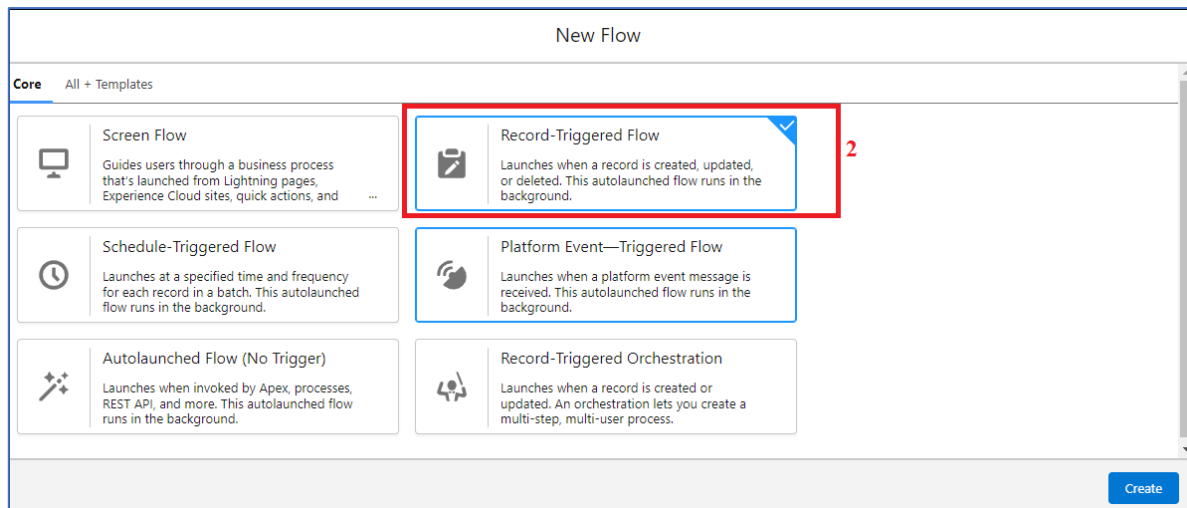 New Flow
Core All + Templates
Screen Flow
Guides users through a business process
that's launched from Lightning pages,
Experience Cloud sites, quick actions, and ...
Record-Triggered Flow
Launches when a record is created, updated,
or deleted. This autolaunched flow runs in the
background.
2
Schedule-Triggered Flow
Launches at a specified time and frequency
for each record in a batch. This autolaunched
flow runs in the background.
Platform Event—Triggered Flow
Launches when a platform event message is
received. This autolaunched flow runs in the
background.
Autolaunched Flow (No Trigger)
Launches when invoked by Apex, processes,
REST API, and more. This autolaunched flow
runs in the background.
Record-Triggered Orchestration
Launches when a record is created or
updated. An orchestration lets you create a
multi-step, multi-user process.
Create